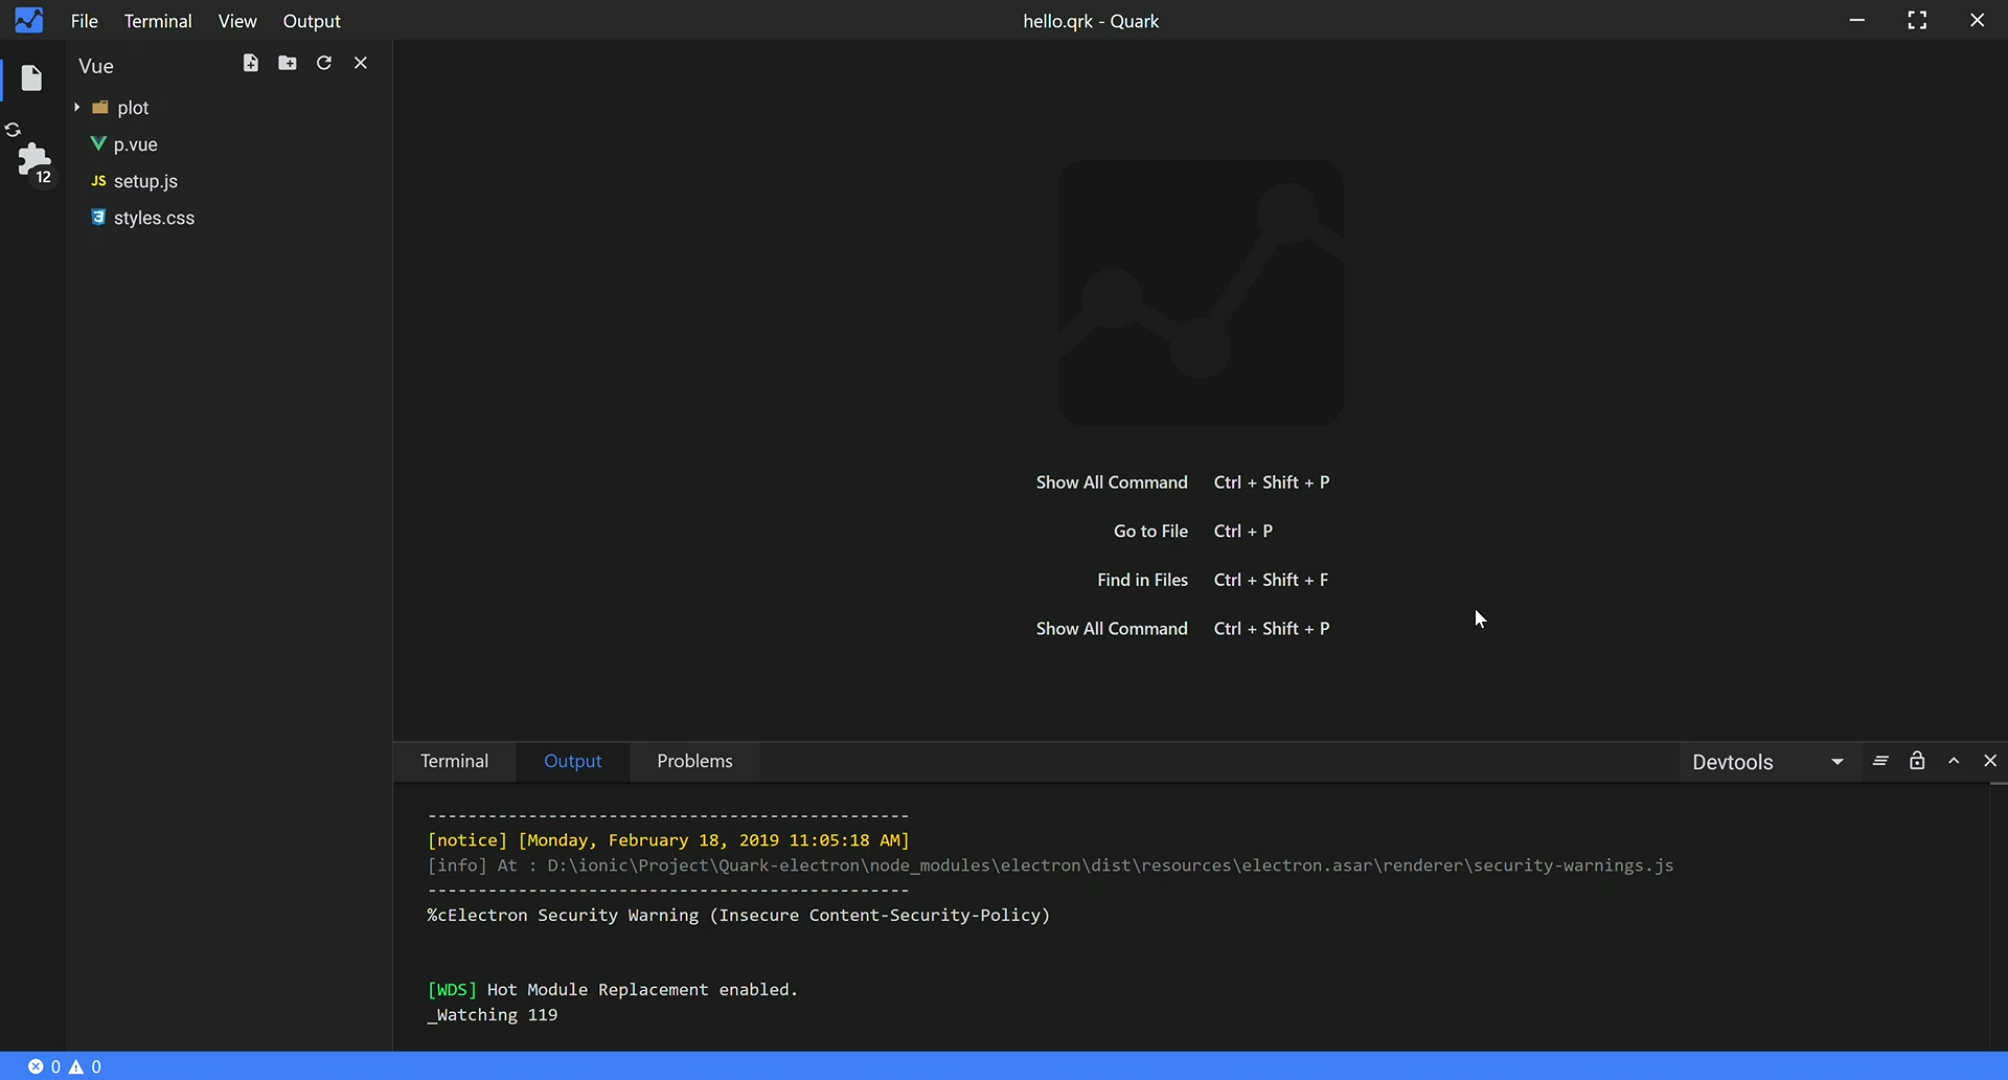 File Terminal View Output hello.qrk - Quark
Vue
plot
p.vue
12
JS setup.js
3 styles.css
Show All Command Ctrl + Shift + P
Go to File Ctrl + P
Find in Files Ctrl + Shift + F
Show All Command Ctrl + Shift + P
Terminal Output Problems Devtools
------------------------------------------------
[notice] [Monday, February 18, 2019 11:05:18 AM]
[info] At : D:\ionic\Project\Quark-electron\node_modules\electron\dist\resources\electron.asar\renderer\security-warnings.js
------------------------------------------------
%cElectron Security Warning (Insecure Content-Security-Policy)
[WDS] Hot Module Replacement enabled.
_Watching 119
0 0